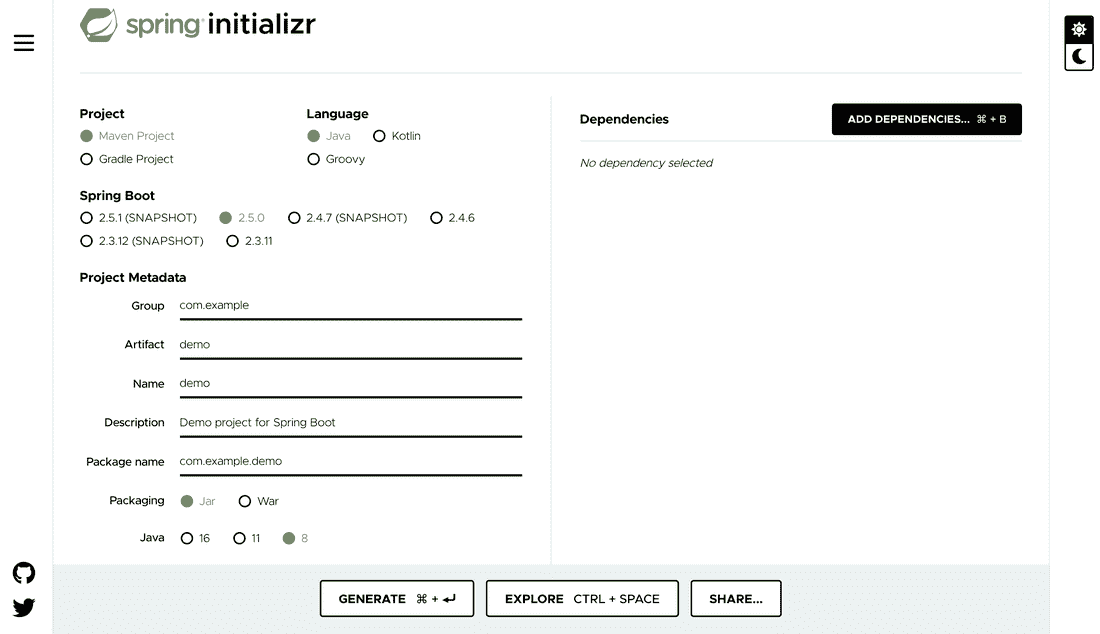 spring initializr
Project
Maven Project
Gradle Project
Language
Java Kotlin
Groovy
Spring Boot
2.5.1 (SNAPSHOT) 2.5.0 2.4.7 (SNAPSHOT) 2.4.6
2.3.12 (SNAPSHOT) 2.3.11
Project Metadata
Group com.example
Artifact demo
Name demo
Description Demo project for Spring Boot
Package name com.example.demo
Packaging Jar War
Java 16 11 8
Dependencies ADD DEPENDENCIES... ⌘ + B
No dependency selected
GENERATE ⌘ + ↵ EXPLORE CTRL + SPACE SHARE...